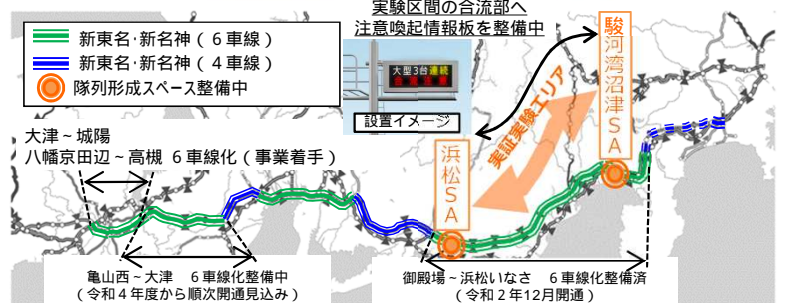 実験区間の合流部へ
注意喚起情報板を整備中
新東名・新名神（６車線）
新東名・新名神（４車線）
隊列形成スペース整備中
大型3台連続
設置イメージ
駿河湾沼津ＳＡ
実証実験エリア
浜松ＳＡ
大津～城陽
八幡京田辺～高槻 ６車線化（事業着手）
亀山西～大津　６車線化整備中
（令和４年度から順次開通見込み）
御殿場～浜松いなさ　６車線化整備済
（令和２年12月開通）